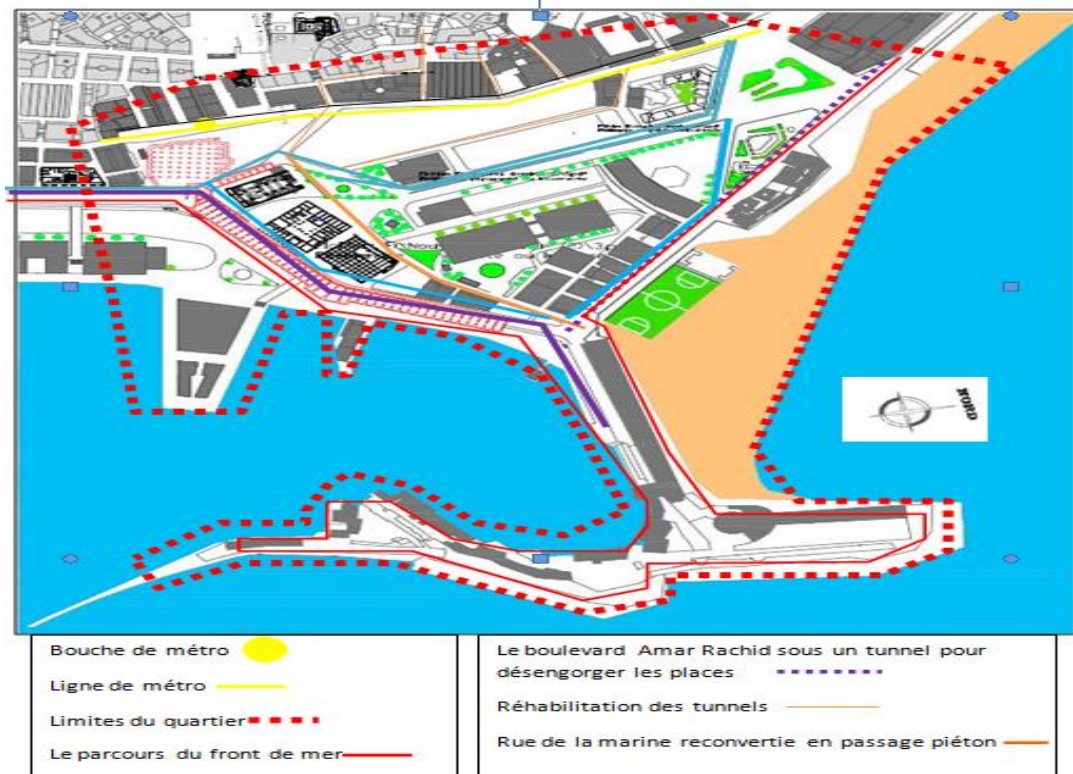 NORD
Bouche de métro
Ligne de métro
Limites du quartier
Le parcours du front de mer
Le boulevard Amar Rachid sous un tunnel pour
désengorger les places
Réhabilitation des tunnels
Rue de la marine reconvertie en passage piéton